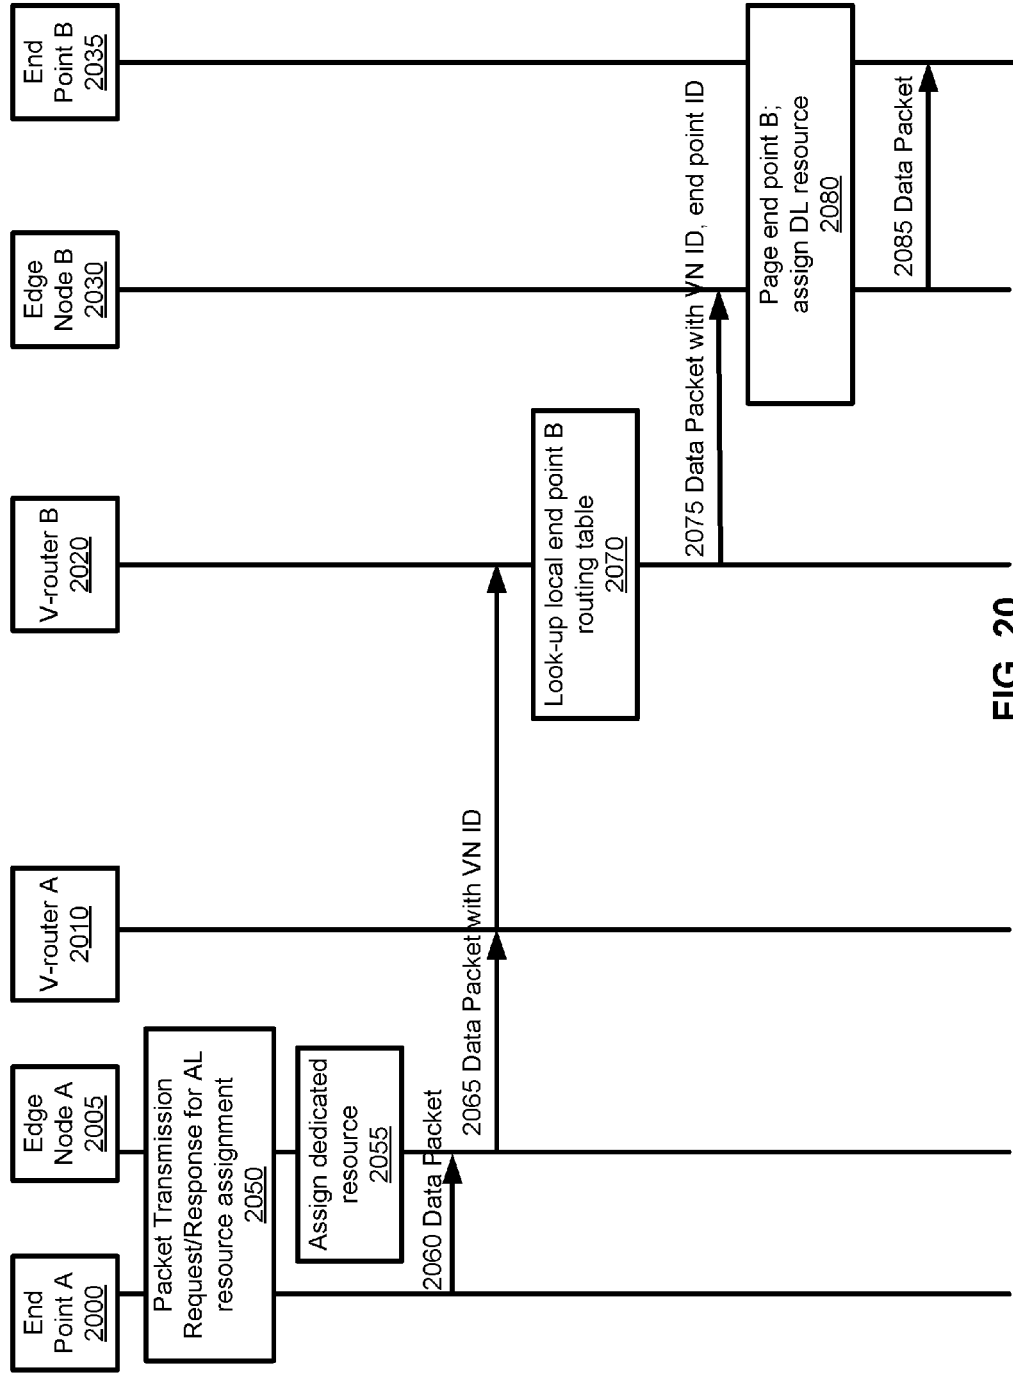 End
Point A
2000
Edge
Node A
2005
V-router A
2010
V-router B
2020
Edge
Node B
2030
End
Point B
2035
Packet Transmission
Request/Response for AL
resource assignment
2050
Assign dedicated
resource
2055
2060 Data Packet
2065 Data Packet with VN ID
Look-up local end point B
routing table
2070
2075 Data Packet with VN ID, end point ID
Page end point B;
assign DL resource
2080
2085 Data Packet
FIG. 20